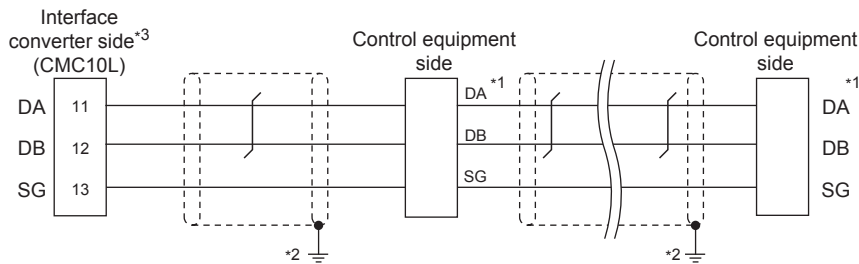 Interface
converter side*3
(CMC10L)
Control equipment
side
Control equipment
side
*1
*1
DA 11 DA DA
DB 12 DB DB
SG 13 SG SG
*2
*2